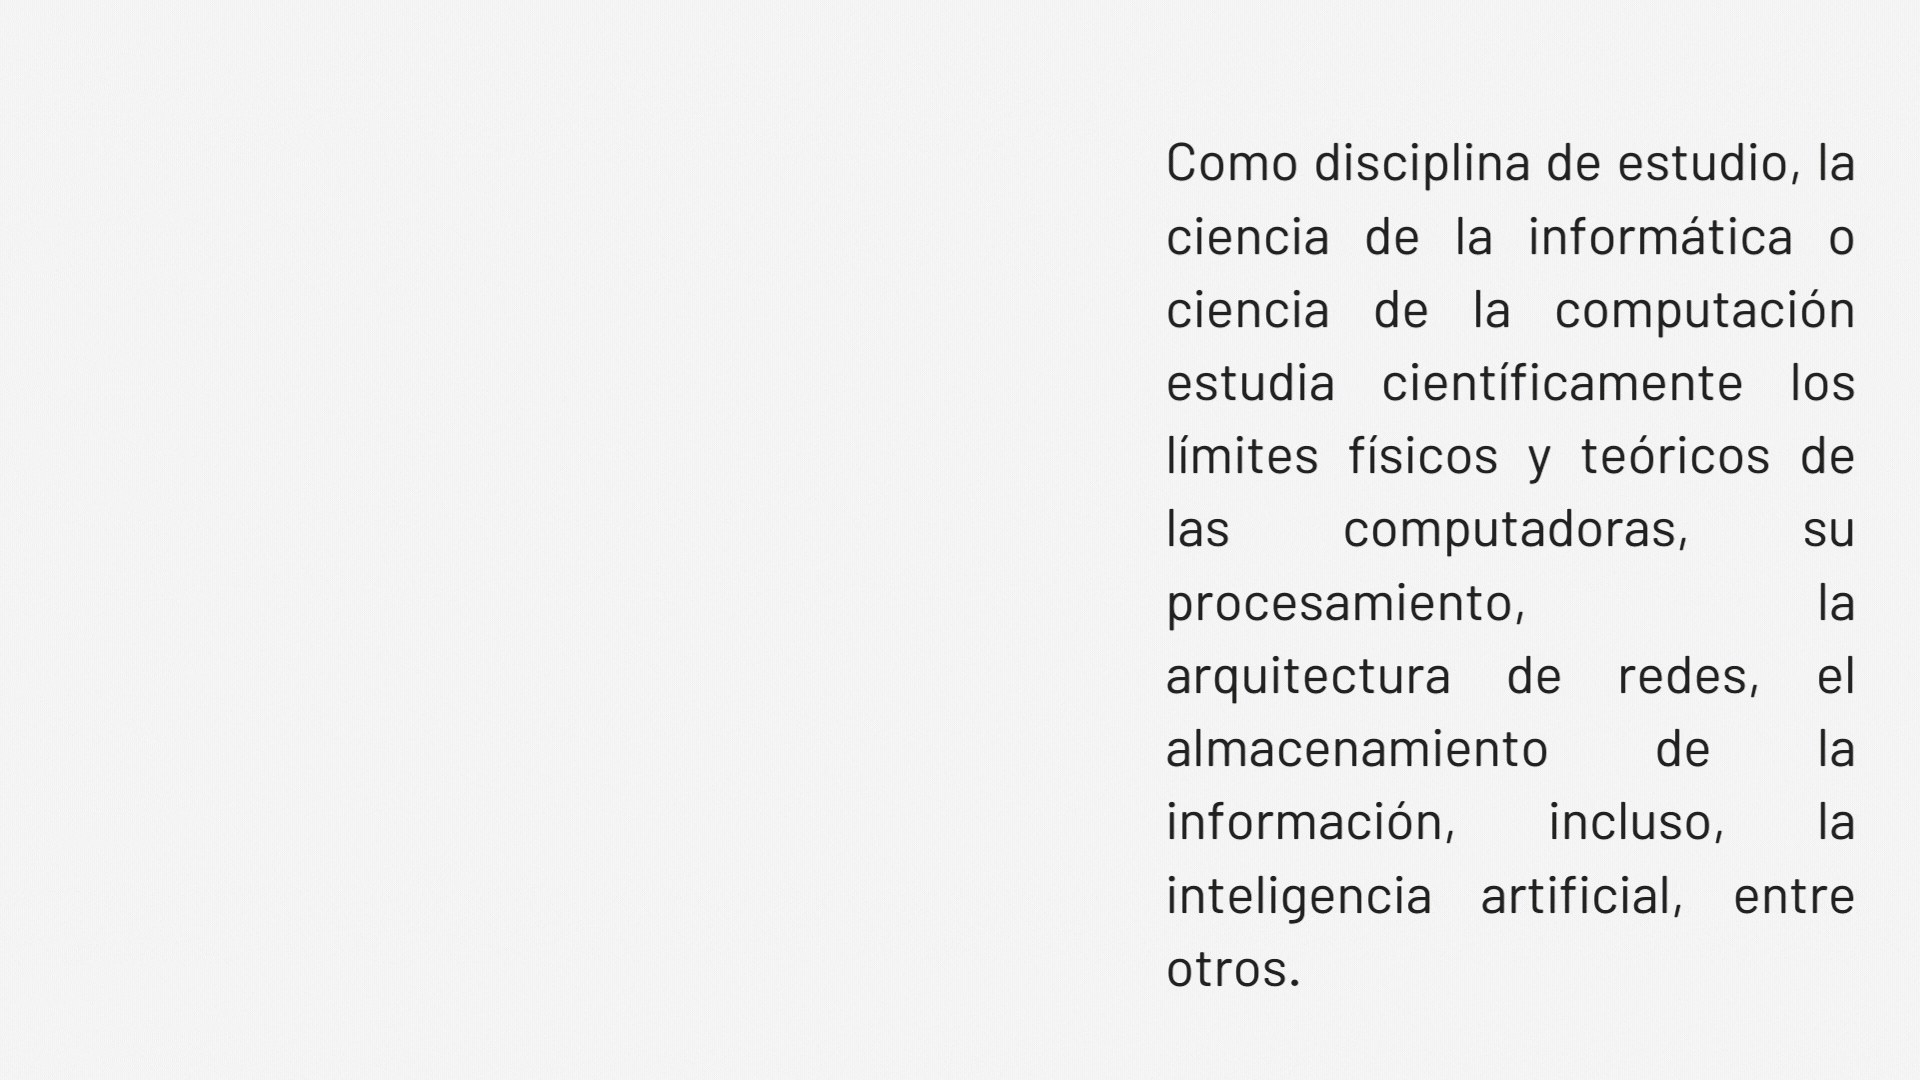 Como disciplina de estudio, la
ciencia de la informática o
ciencia de la computación
estudia científicamente los
límites físicos y teóricos de
las computadoras, su
procesamiento, la
arquitectura de redes, el
almacenamiento de la
información, incluso, la
inteligencia artificial, entre
otros.